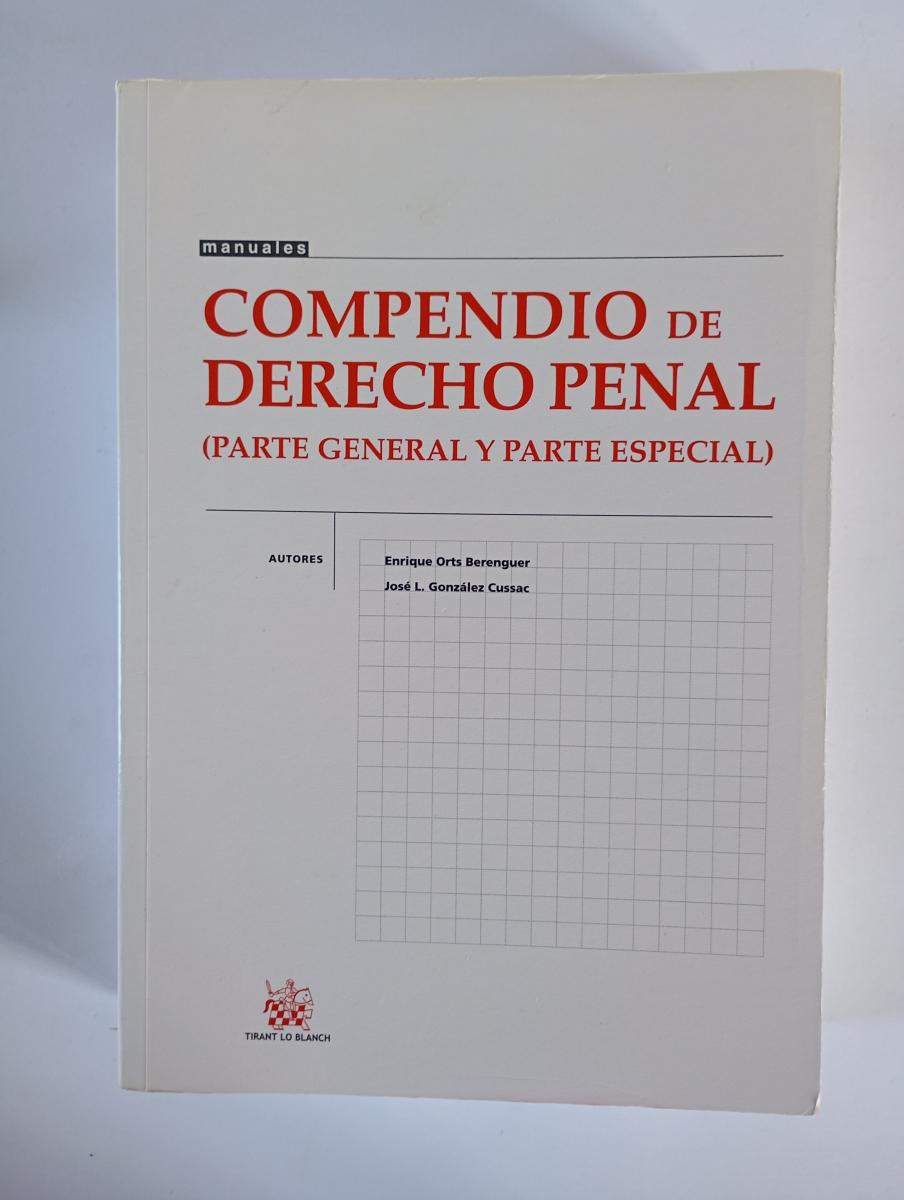 manuales
COMPENDIO DE
DERECHO PENAL
(PARTE GENERAL Y PARTE ESPECIAL)
AUTORES
Enrique Orts Berenguer
José L. González Cussac
TIRANT LO BLANCH